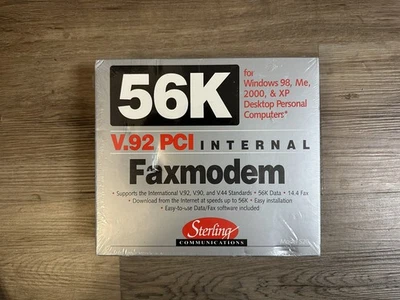 56K
for
Windows 98, Me,
2000, & XP
Desktop Personal
Computers*
V.92 PCI INTERNAL
Faxmodem
• Supports the International V.92, V.90, and V.44 Standards • 56K Data • 14.4 Fax
• Download from the Internet at speeds up to 56K • Easy installation
• Easy-to-use Data/Fax software included
Sterling
COMMUNICATIONS